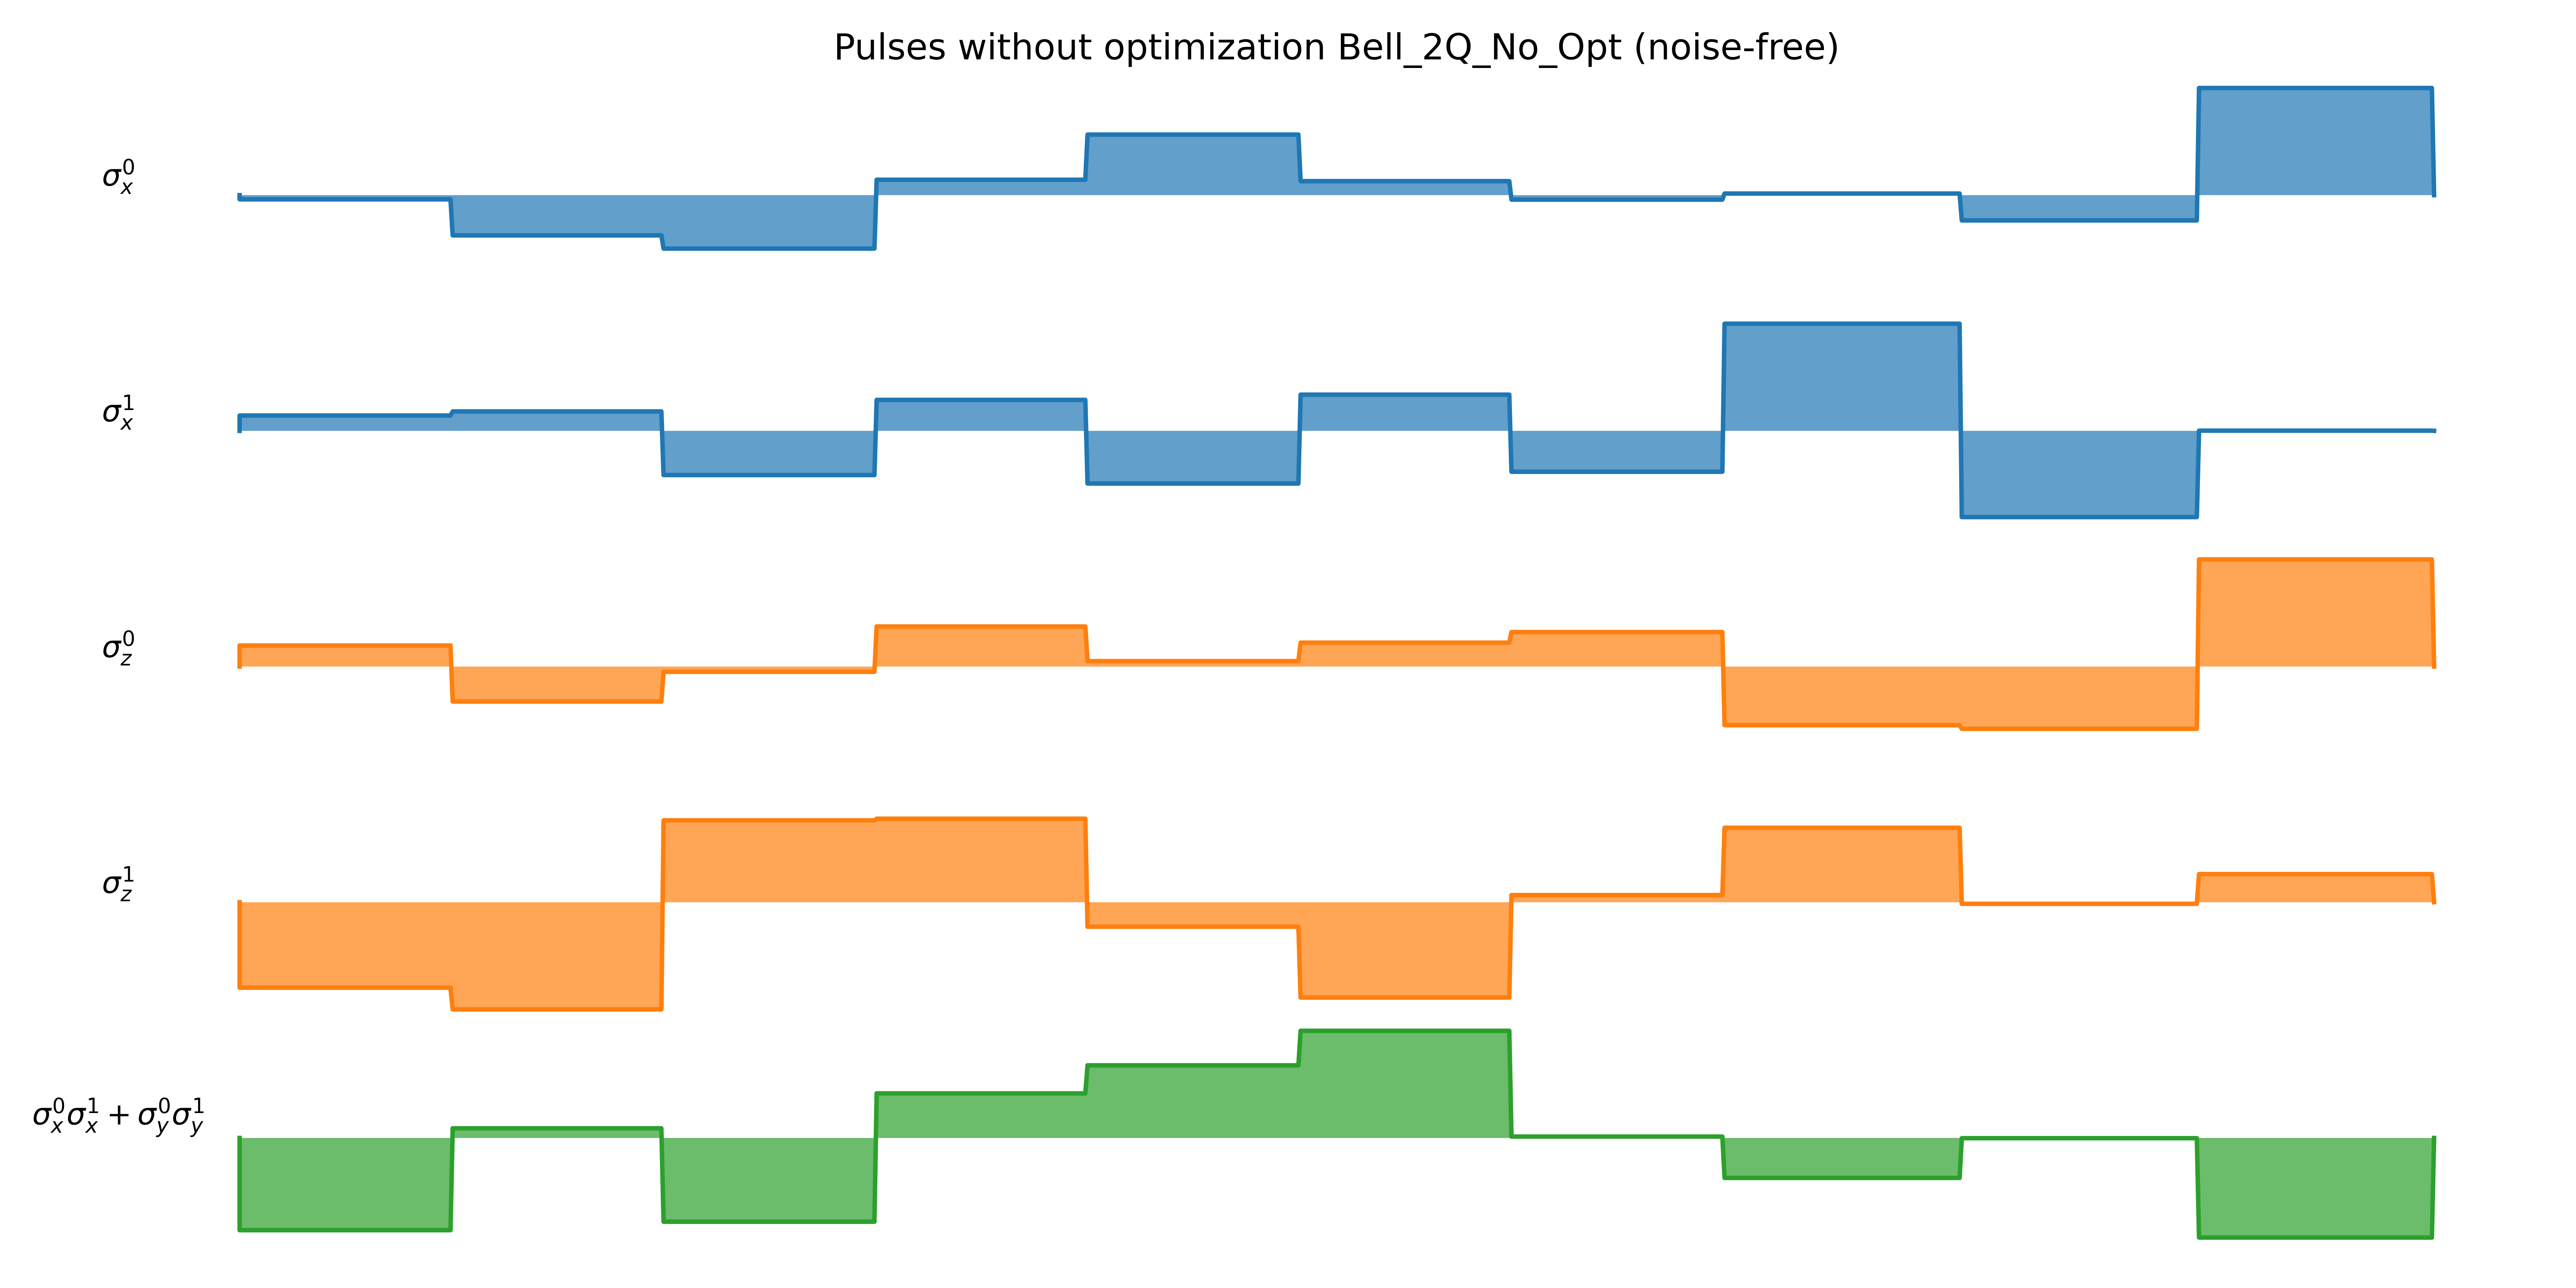 Pulses without optimization Bell_2Q_No_Opt (noise-free)
σ_x^0
σ_x^1
σ_z^0
σ_z^1
σ_x^0σ_x^1 + σ_y^0σ_y^1